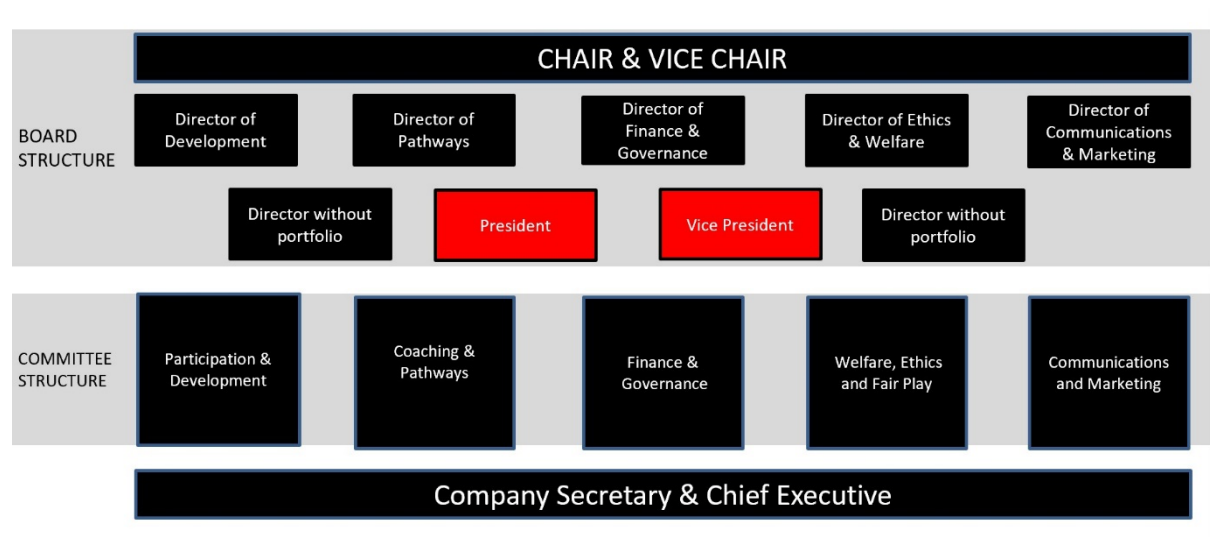 CHAIR & VICE CHAIR
BOARD
STRUCTURE
Director of
Development
Director of
Pathways
Director of
Finance &
Governance
Director of Ethics
& Welfare
Director of
Communications
& Marketing
Director without
portfolio
President
Vice President
Director without
portfolio
COMMITTEE
STRUCTURE
Participation &
Development
Coaching &
Pathways
Finance &
Governance
Welfare, Ethics
and Fair Play
Communications
and Marketing
Company Secretary & Chief Executive